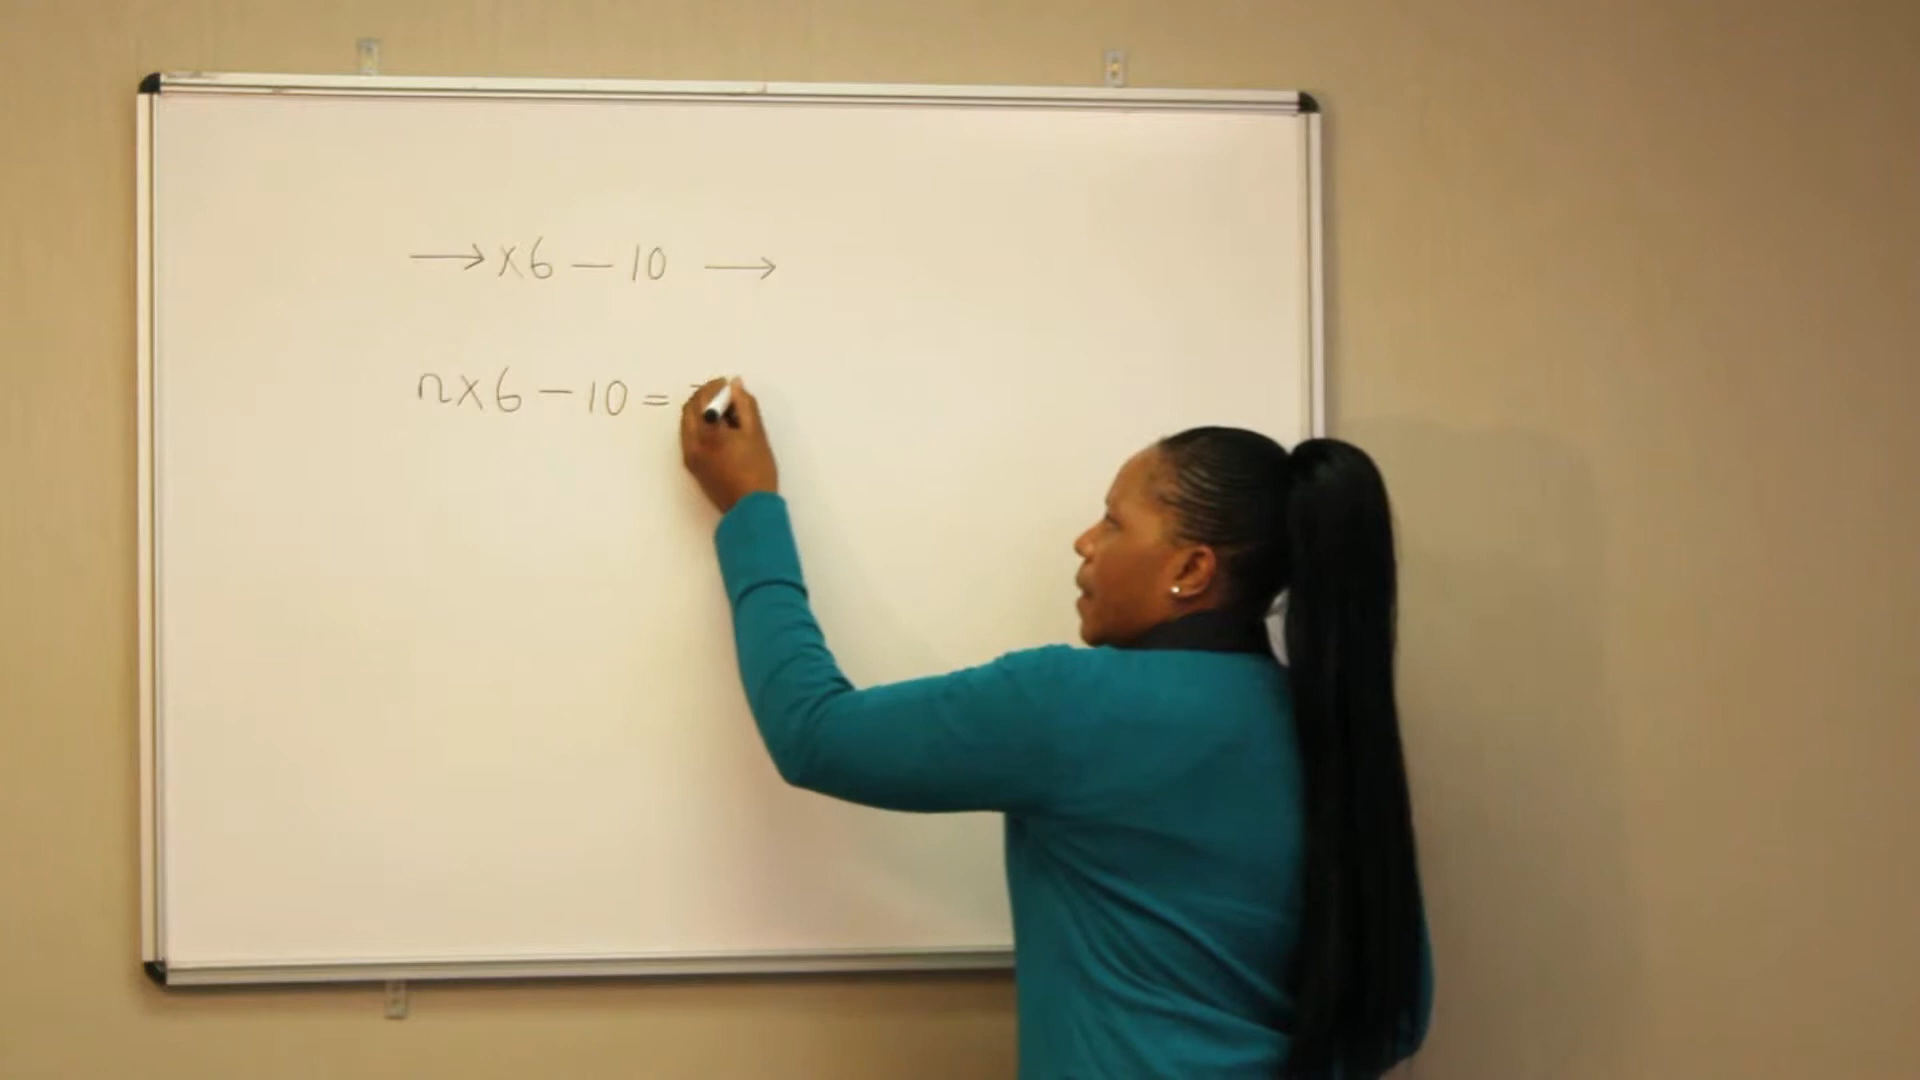 → x6 – 10 →
n x 6 – 10 =